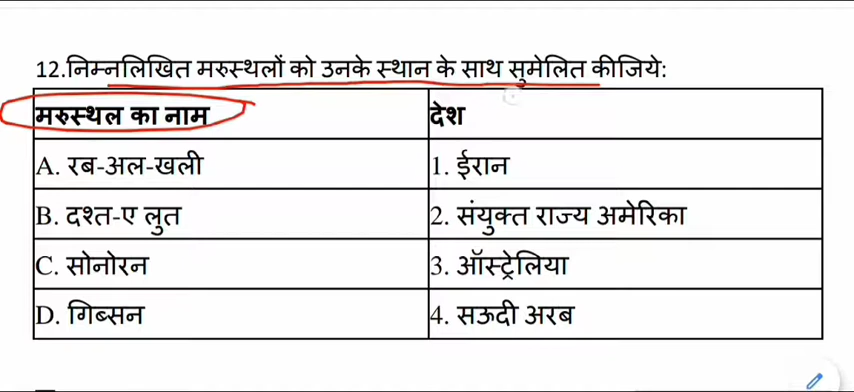 12.निम्नलिखित मरुस्थलों को उनके स्थान के साथ सुमेलित कीजिये:
मरुस्थल का नाम देश
A. रब-अल-खली 1. ईरान
B. दश्त-ए लुत 2. संयुक्त राज्य अमेरिका
C. सोनोरन 3. ऑस्ट्रेलिया
D. गिब्सन 4. सऊदी अरब